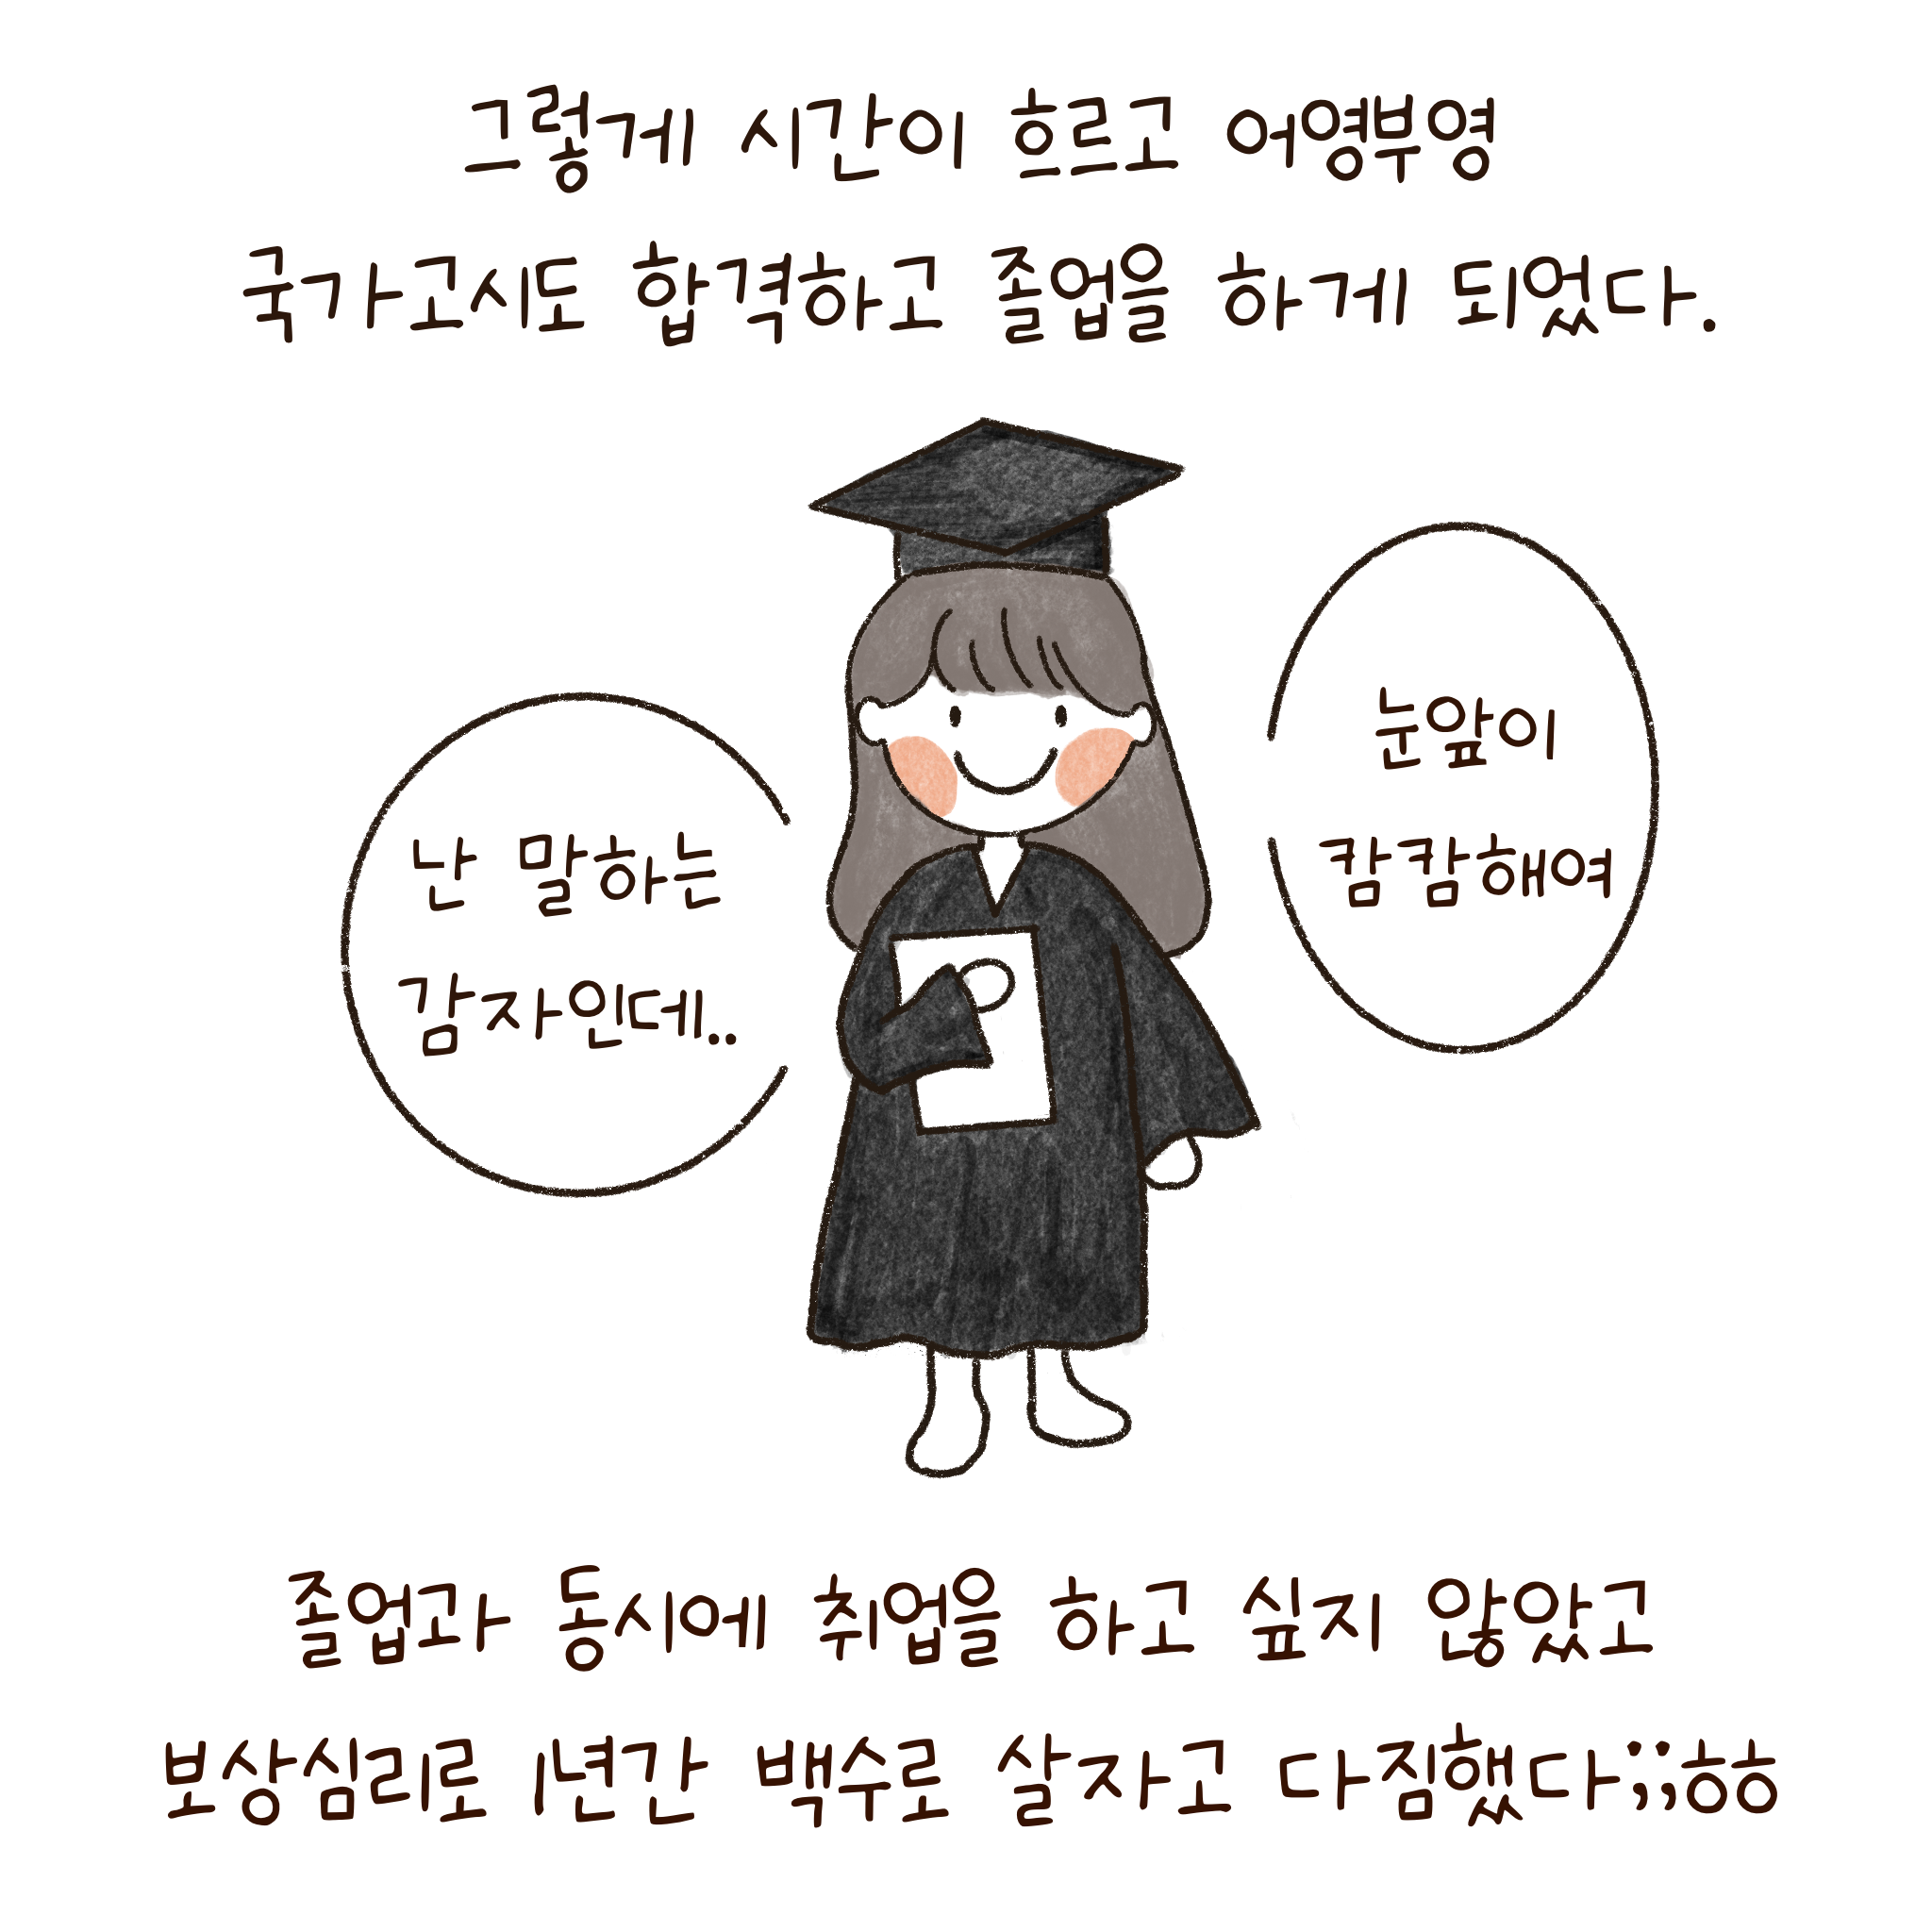 그렇게 시간이 흐르고 어영부영
국가고시도 합격하고 졸업을 하게 되었다.
난 말하는
감자인데..
눈앞이
캄캄해여
졸업과 동시에 취업을 하고 싶지 않았고
보상심리로 1년간 백수로 살자고 다짐했다;;ㅎㅎ